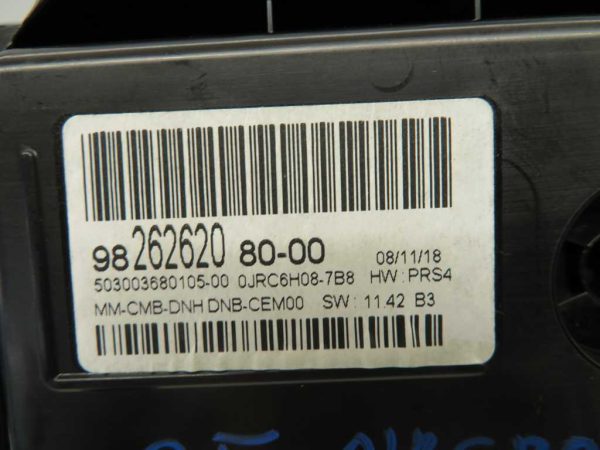 98 262620 80-00 08/11/18
503003680105-00 0JRC6H08-7B8 HW : PRS4
MM-CMB-DNH DNB-CEM00 SW : 11.42 B3